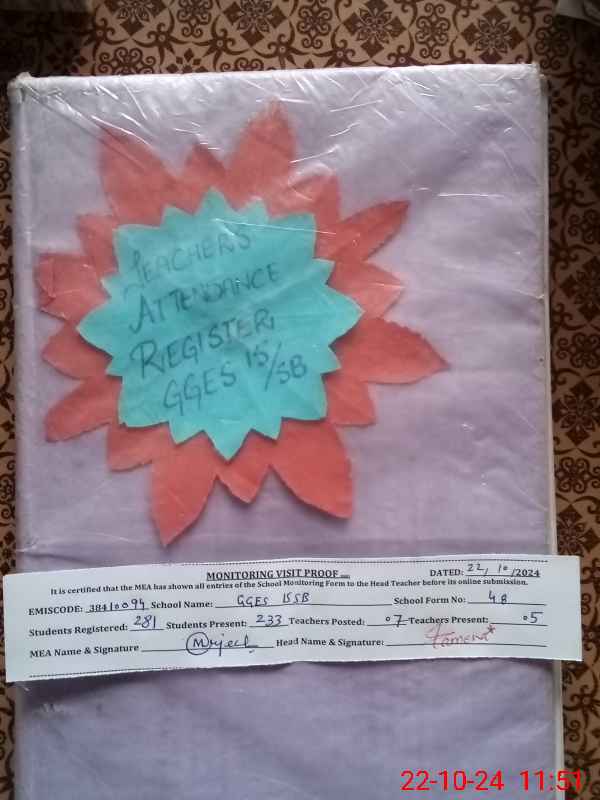 TEACHER'S
ATTENDANCE
REGISTER
GGES 15/SB
MONITORING VISIT PROOF
DATED: 22/10/2024
It is certified that the MEA has shown all entries of the School Monitoring Form to the Head Teacher before its online submission.
EMISCODE: 38410094 School Name: GGES 15 SB School Form No.: 48
Students Registered: 281 Students Present: 233 Teachers Posted: 07 Teachers Present: 05
MEA Name & Signature Head Name & Signature:
22-10-24 11:51